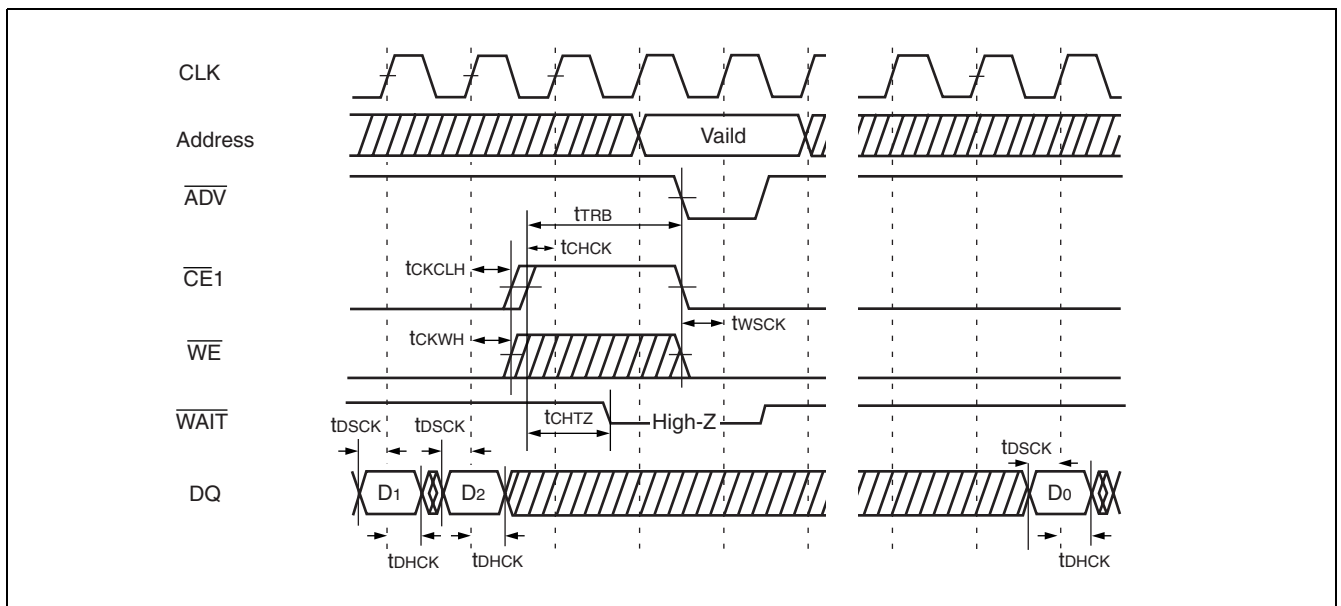 CLK
Address
Vaild
ADV
tTRB
tCHCK
tCKCLH
CE1
tWSCK
tCKWH
WE
WAIT
tCHTZ
High-Z
tDSCK
tDSCK
tDSCK
DQ
D1
D2
D0
tDHCK
tDHCK
tDHCK